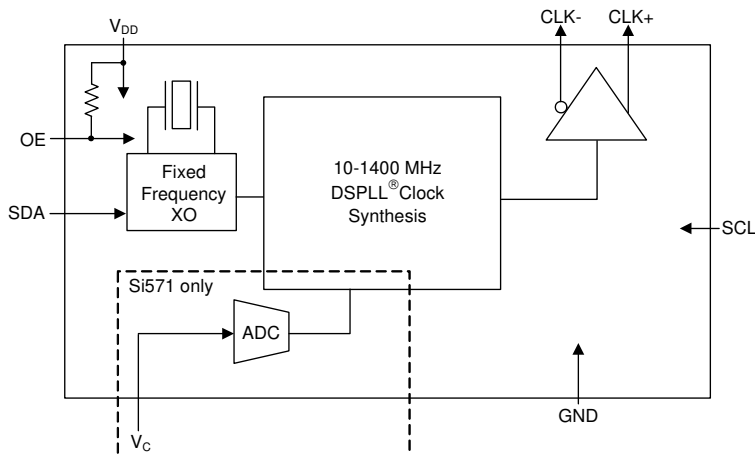 V_DD
CLK-
CLK+
OE
Fixed
Frequency
XO
10-1400 MHz
DSPLL® Clock
Synthesis
SDA
SCL
Si571 only
ADC
GND
V_C